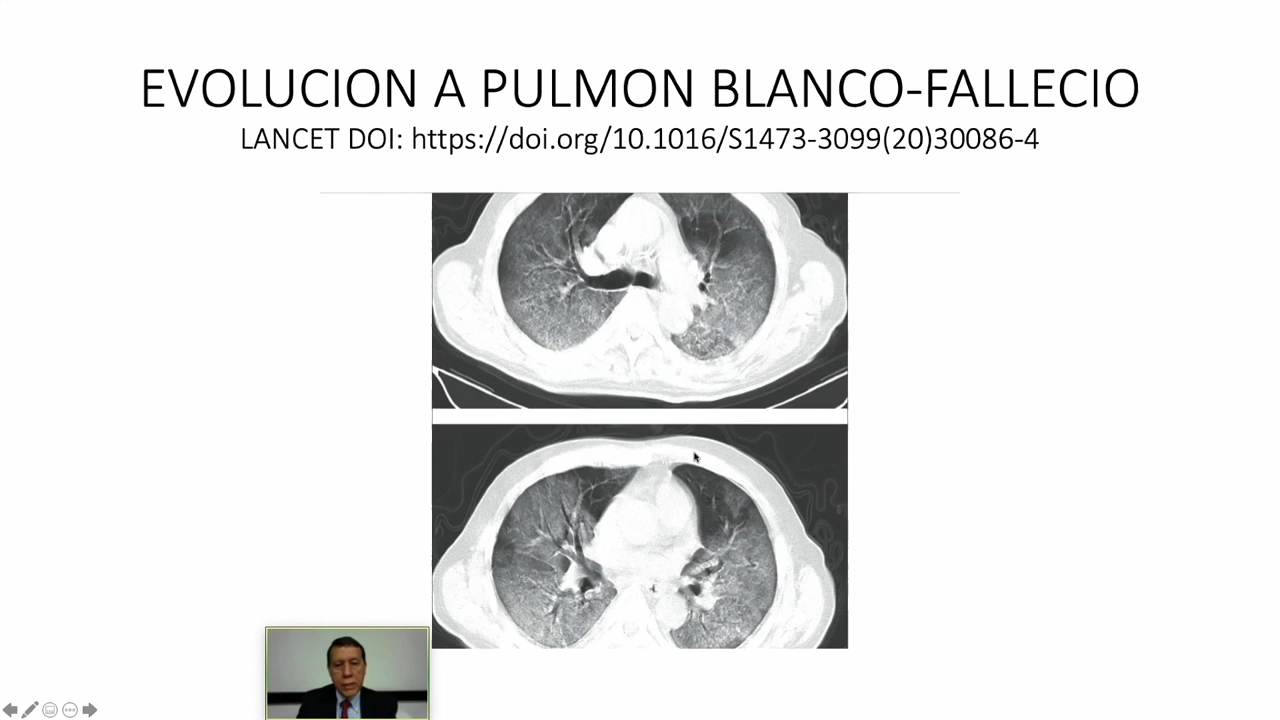 EVOLUCION A PULMON BLANCO-FALLECIO
LANCET DOI: https://doi.org/10.1016/S1473-3099(20)30086-4